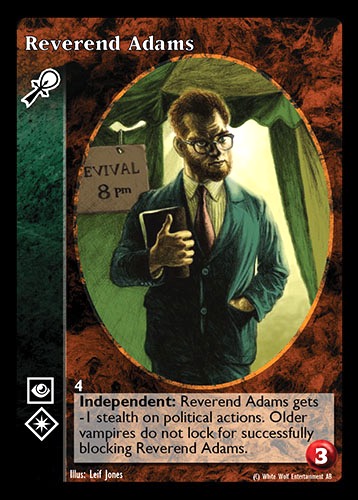 Reverend Adams
EVIVAL
8 pm
4
Independent: Reverend Adams gets
-1 stealth on political actions. Older
vampires do not lock for successfully
blocking Reverend Adams.
3
Illus: Leif Jones
(C) White Wolf Entertainment AB